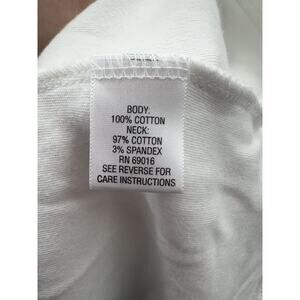 BODY:
100% COTTON
NECK:
97% COTTON
3% SPANDEX
RN 69016
SEE REVERSE FOR
CARE INSTRUCTIONS